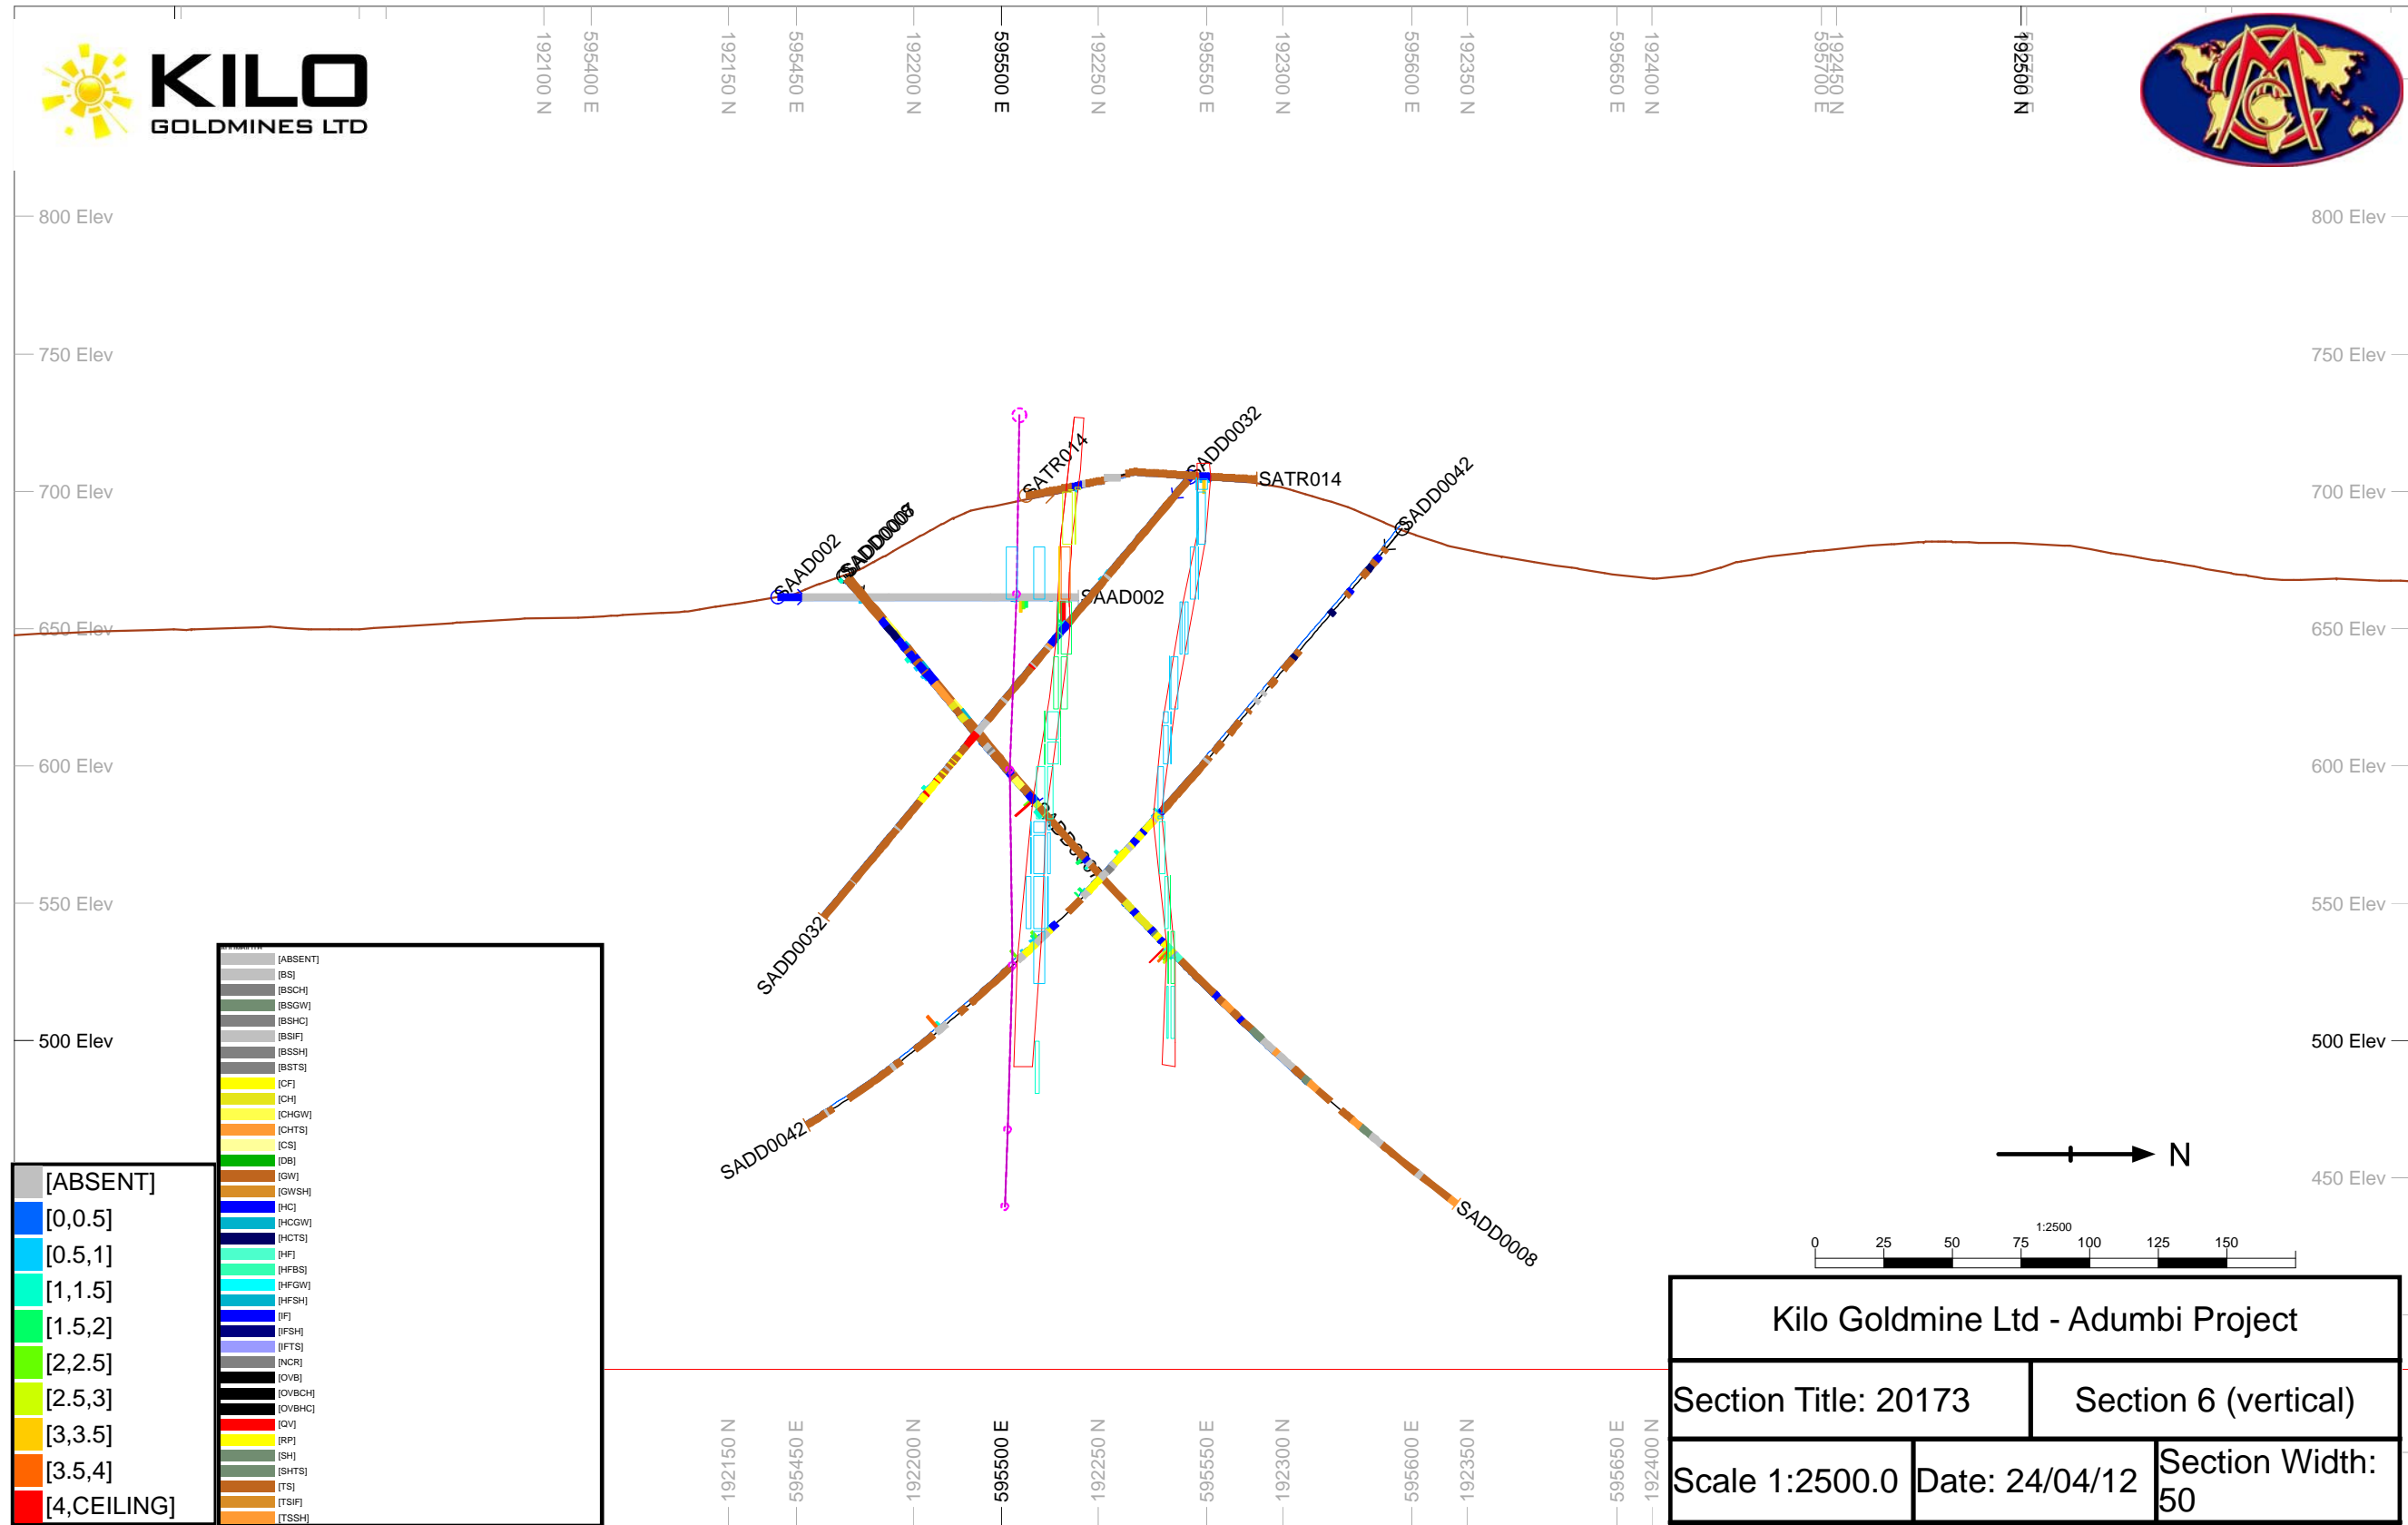 192100 N
595400 E
192150 N
595450 E
192200 N
595500 E
192250 N
595550 E
192300 N
595600 E
192350 N
595650 E
192400 N
595700 E
192450 N
192500 N
KILO
GOLDMINES LTD
800 Elev
800 Elev
750 Elev
750 Elev
700 Elev
700 Elev
650 Elev
650 Elev
600 Elev
600 Elev
550 Elev
550 Elev
500 Elev
500 Elev
450 Elev
SATR014
SADD0032
SATR014
SADD0042
SADD0008
SAAD002
SAAD002
SADD0032
SADD0042
SADD0008
N
1:2500
0 25 50 75 100 125 150
[ABSENT]
[BS]
[BSCH]
[BSGW]
[BSHC]
[BSIF]
[BSSH]
[BSTS]
[CF]
[CH]
[CHGW]
[CHTS]
[CS]
[DB]
[GW]
[GWSH]
[HC]
[HCGW]
[HCTS]
[HF]
[HFBS]
[HFGW]
[HFSH]
[IF]
[IFSH]
[IFTS]
[NCR]
[OVB]
[OVBCH]
[OVBHC]
[QV]
[RP]
[SH]
[SHTS]
[TS]
[TSIF]
[TSSH]
[ABSENT]
[0,0.5]
[0.5,1]
[1,1.5]
[1.5,2]
[2,2.5]
[2.5,3]
[3,3.5]
[3.5,4]
[4,CEILING]
192150 N
595450 E
192200 N
595500 E
192250 N
595550 E
192300 N
595600 E
192350 N
595650 E
192400 N
Kilo Goldmine Ltd - Adumbi Project
Section Title: 20173
Section 6 (vertical)
Scale 1:2500.0
Date: 24/04/12
Section Width:
50